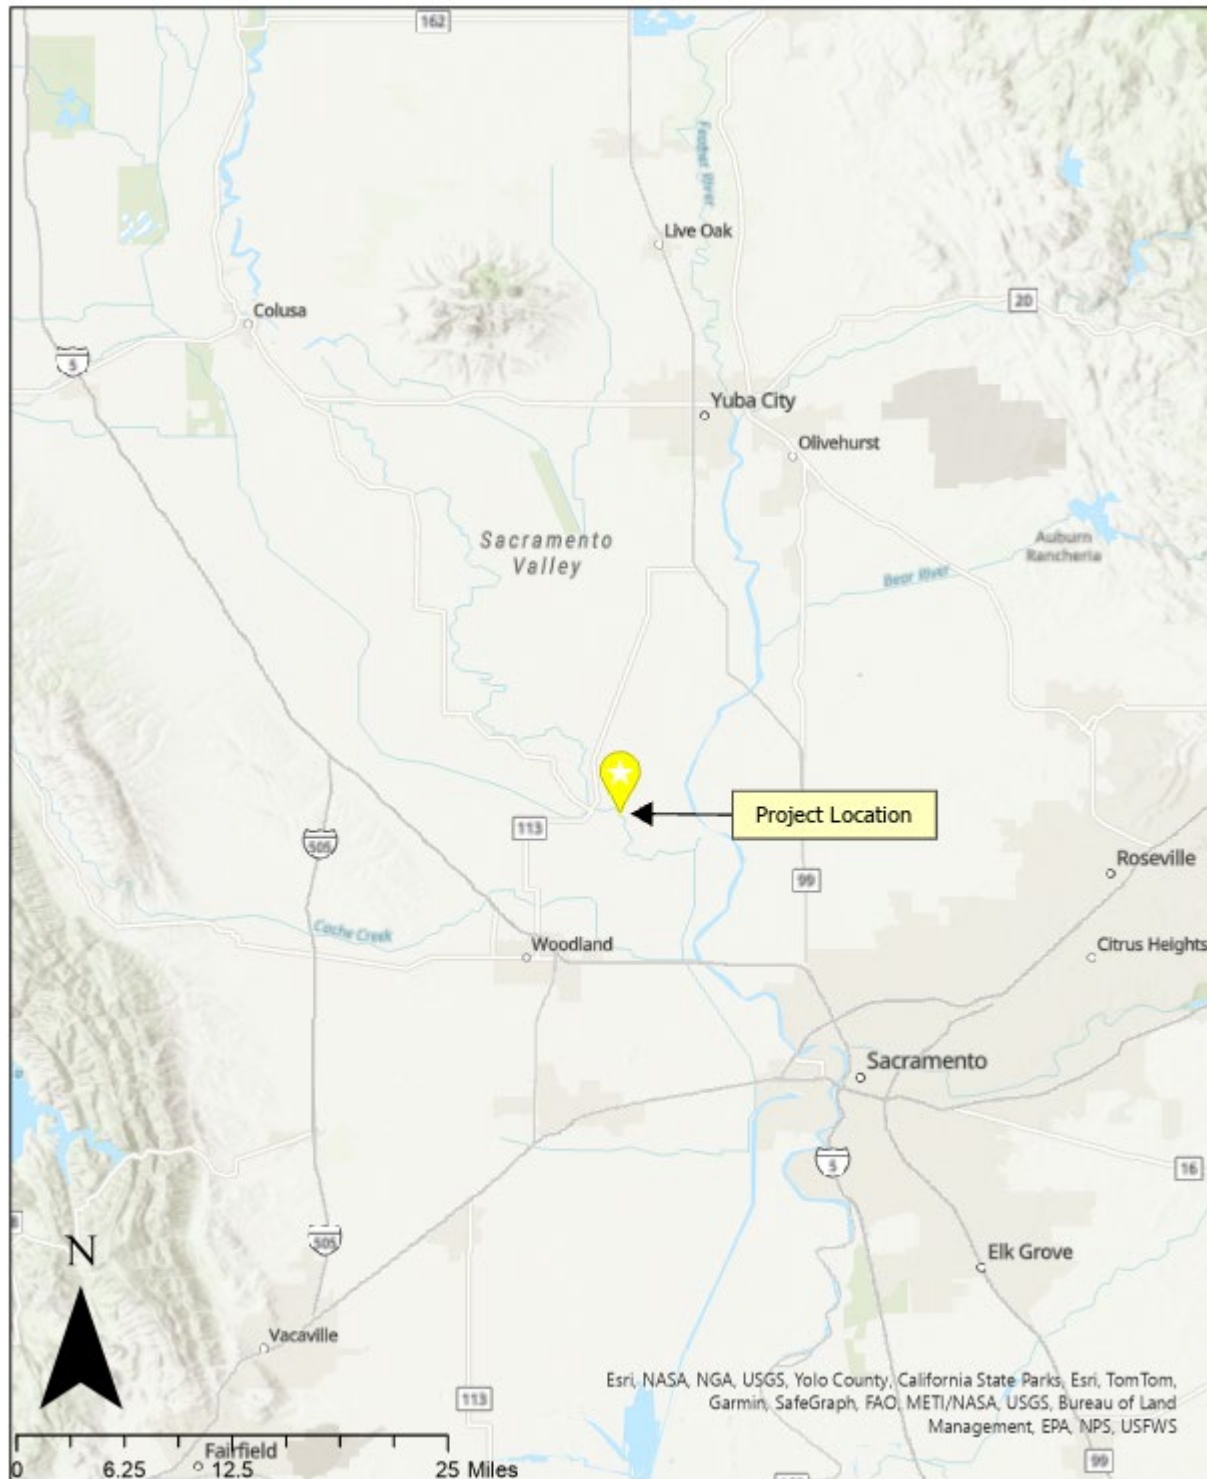 162
Feather River
Live Oak
20
Colusa
5
Yuba City
Olivehurst
Sacramento
Valley
Auburn
Rancheria
Bear River
Project Location
113
505
99
Roseville
Cache Creek
Woodland
Citrus Heights
Sacramento
5
16
505
N
Elk Grove
Vacaville
Esri, NASA, NGA, USGS, Yolo County, California State Parks, Esri, TomTom,
Garmin, SafeGraph, FAO, METI/NASA, USGS, Bureau of Land
Management, EPA, NPS, USFWS
113
Fairfield
0 6.25 12.5 25 Miles
99